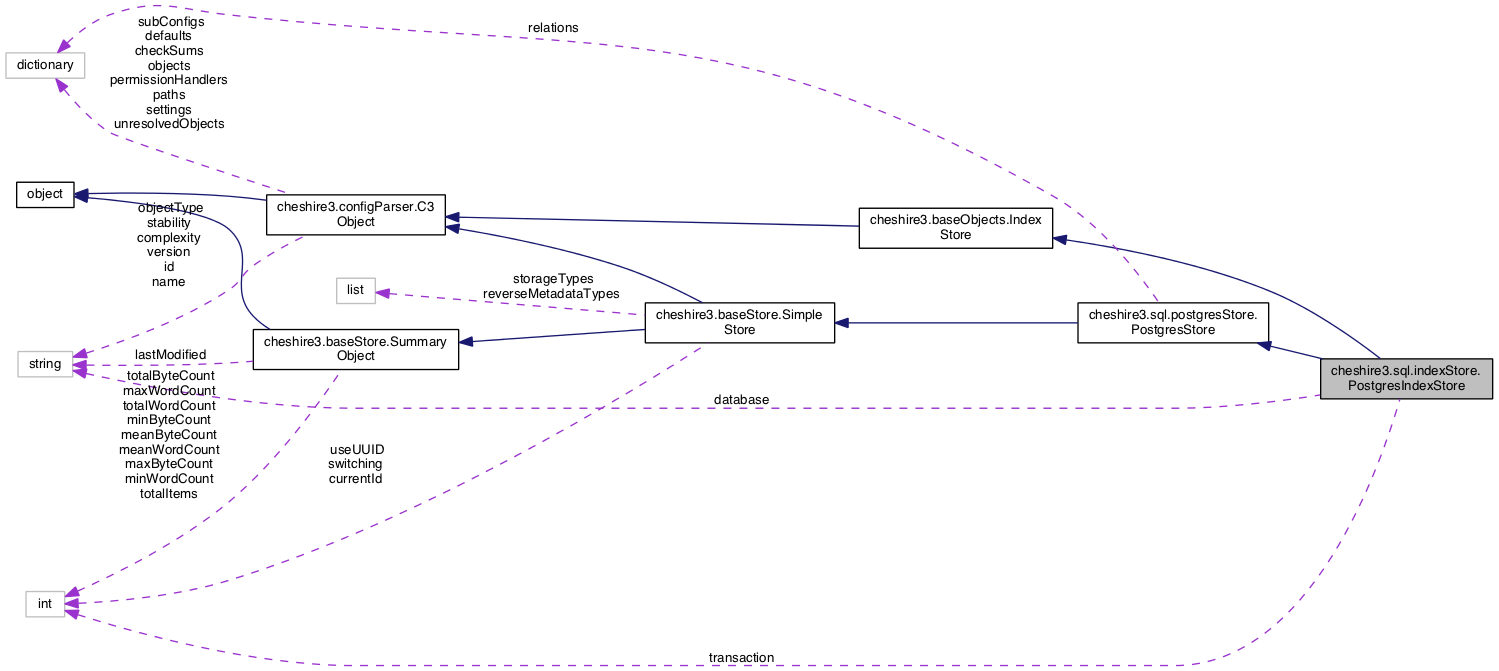 relations
subConfigs
defaults
checkSums
objects
permissionHandlers
paths
settings
unresolvedObjects
dictionary
object
objectType
stability
complexity
version
id
name
cheshire3.configParser.C3
Object
cheshire3.baseObjects.Index
Store
list
storageTypes
reverseMetadataTypes
cheshire3.baseStore.Simple
Store
cheshire3.sql.postgresStore.
PostgresStore
cheshire3.baseStore.Summary
Object
string
lastModified
cheshire3.sql.indexStore.
PostgresIndexStore
database
totalByteCount
maxWordCount
totalWordCount
minByteCount
meanByteCount
meanWordCount
maxByteCount
minWordCount
totalItems
useUUID
switching
currentId
int
transaction